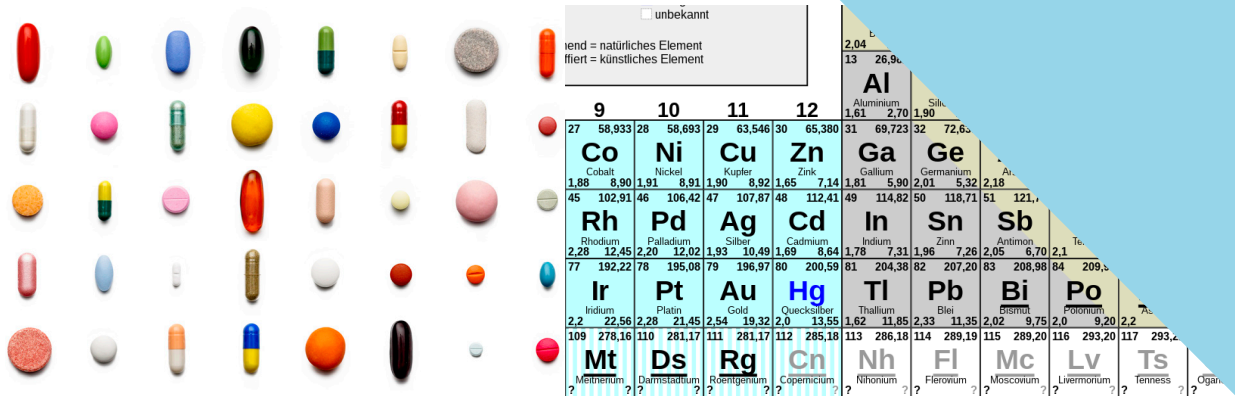 unbekannt
hend = natürliches Element
ffiert = künstliches Element
2,04
13 26,98
Al
Aluminium
1,61 2,70 1,90
9 10 11 12
27 58,933 28 58,693 29 63,546 30 65,380 31 69,723 32 72,63
Co Ni Cu Zn Ga Ge
Cobalt Nickel Kupfer Zink Gallium Germanium
1,88 8,90 1,91 8,91 1,90 8,92 1,65 7,14 1,81 5,90 2,01 5,32 2,18
45 102,91 46 106,42 47 107,87 48 112,41 49 114,82 50 118,71 51 121,
Rh Pd Ag Cd In Sn Sb
Rhodium Palladium Silber Cadmium Indium Zinn Antimon
2,28 12,45 2,20 12,02 1,93 10,49 1,69 8,64 1,78 7,31 1,96 7,26 2,05 6,70 2,1
77 192,22 78 195,08 79 196,97 80 200,59 81 204,38 82 207,20 83 208,98 84 209,
Ir Pt Au Hg Tl Pb Bi Po
Iridium Platin Gold Quecksilber Thallium Blei Bismut Polonium
2,2 22,56 2,28 21,45 2,54 19,32 2,0 13,55 1,62 11,85 2,33 11,35 2,02 9,75 2,0 9,20 2,2
109 278,16 110 281,17 111 281,17 112 285,18 113 286,18 114 289,19 115 289,20 116 293,20 117 293,2
Mt Ds Rg Cn Nh Fl Mc Lv Ts
Meitnerium Darmstadtium Roentgenium Copernicium Nihonium Flerovium Moscovium Livermorium Tenness
? ? ? ? ? ? ? ? ? ? ? ? ? ? ? ? ?